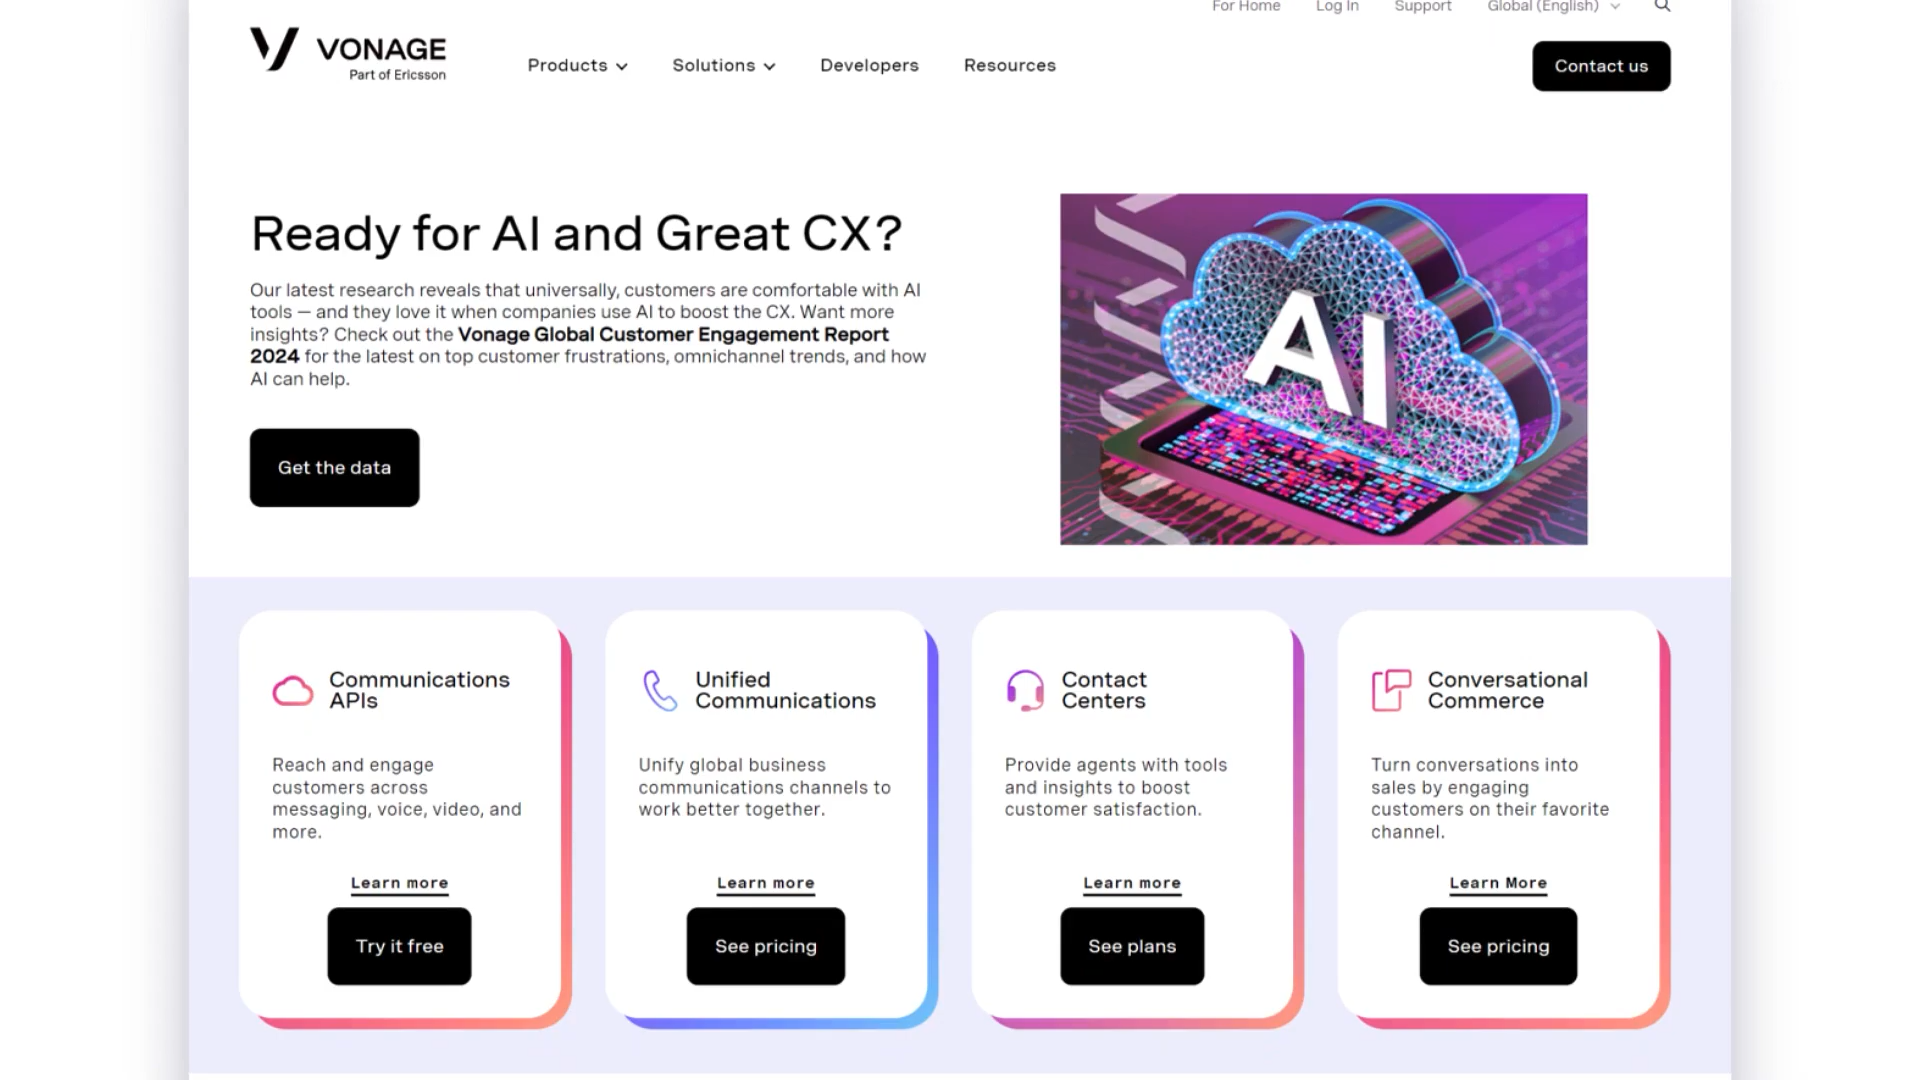 For Home Log In Support Global (English)
VONAGE
Part of Ericsson
Products Solutions Developers Resources
Contact us
Ready for AI and Great CX?
Our latest research reveals that universally, customers are comfortable with AI
tools — and they love it when companies use AI to boost the CX. Want more
insights? Check out the Vonage Global Customer Engagement Report
2024 for the latest on top customer frustrations, omnichannel trends, and how
AI can help.
Get the data
AI
Communications
APIs
Reach and engage
customers across
messaging, voice, video, and
more.
Learn more
Try it free
Unified
Communications
Unify global business
communications channels to
work better together.
Learn more
See pricing
Contact
Centers
Provide agents with tools
and insights to boost
customer satisfaction.
Learn more
See plans
Conversational
Commerce
Turn conversations into
sales by engaging
customers on their favorite
channel.
Learn More
See pricing